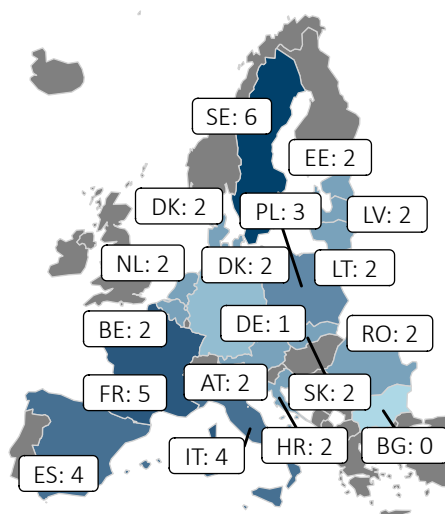 SE: 6
EE: 2
DK: 2
PL: 3
LV: 2
NL: 2
DK: 2
LT: 2
BE: 2
DE: 1
RO: 2
FR: 5
AT: 2
SK: 2
ES: 4
IT: 4
HR: 2
BG: 0